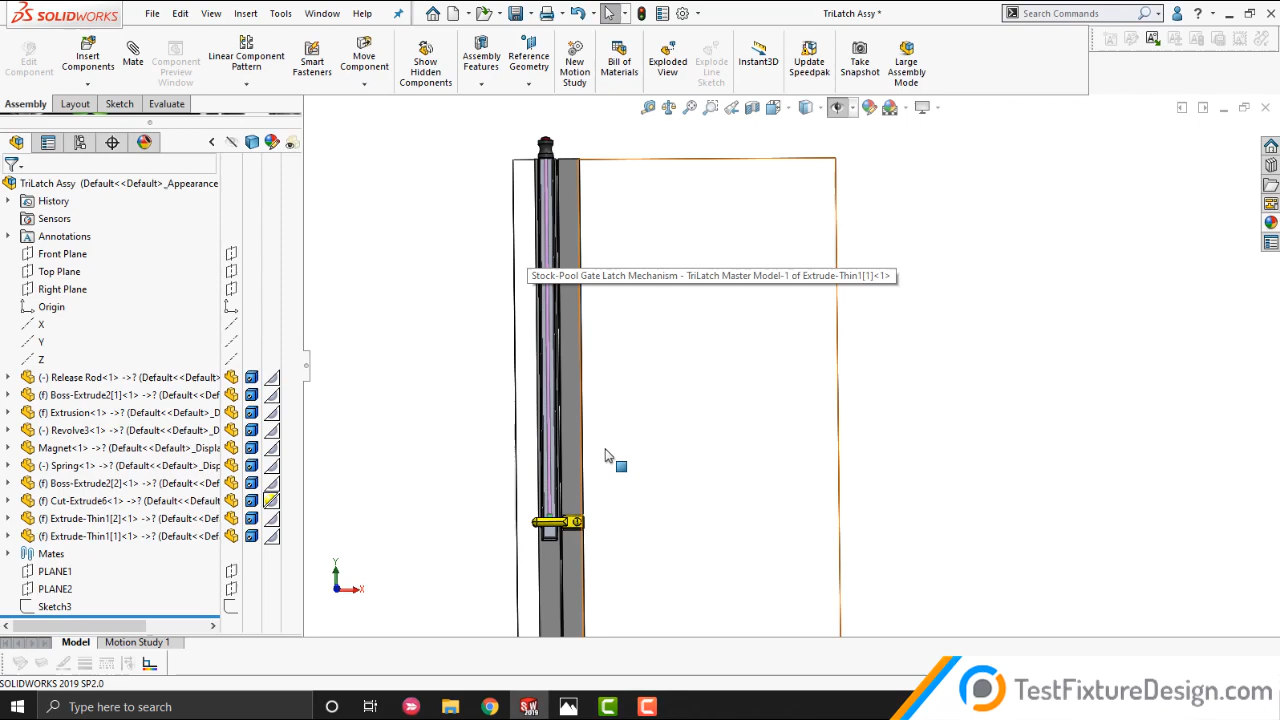 SOLIDWORKS File Edit View Insert Tools Window Help TriLatch Assy * Search Commands
Edit Component Insert Components Mate Component Preview Window Linear Component Pattern Smart Fasteners Move Component Show Hidden Components Assembly Features Reference Geometry New Motion Study Bill of Materials Exploded View Explode Line Sketch Instant3D Update Speedpak Take Snapshot Large Assembly Mode
Assembly Layout Sketch Evaluate
TriLatch Assy (Default<<Default>_Appearance
History
Sensors
Annotations
Front Plane
Top Plane
Right Plane
Origin
X
Y
Z
(-) Release Rod<1> ->? (Default<<Default>
(f) Boss-Extrude2[1]<1> ->? (Default<<Def
(f) Extrusion<1> ->? (Default<<Default>_D
(-) Revolve3<1> ->? (Default<<Default>_D
Magnet<1> ->? (Default<<Default>_Display
(-) Spring<1> ->? (Default<<Default>_Disp
(f) Boss-Extrude2[2]<1> ->? (Default<<Def
(f) Cut-Extrude6<1> ->? (Default<<Default
(f) Extrude-Thin1[2]<1> ->? (Default<<Def
(f) Extrude-Thin1[1]<1> ->? (Default<<Def
Mates
PLANE1
PLANE2
Sketch3
Stock-Pool Gate Latch Mechanism - TriLatch Master Model-1 of Extrude-Thin1[1]<1>
Y
X
Model Motion Study 1
SOLIDWORKS 2019 SP2.0
Type here to search
TestFixtureDesign.com